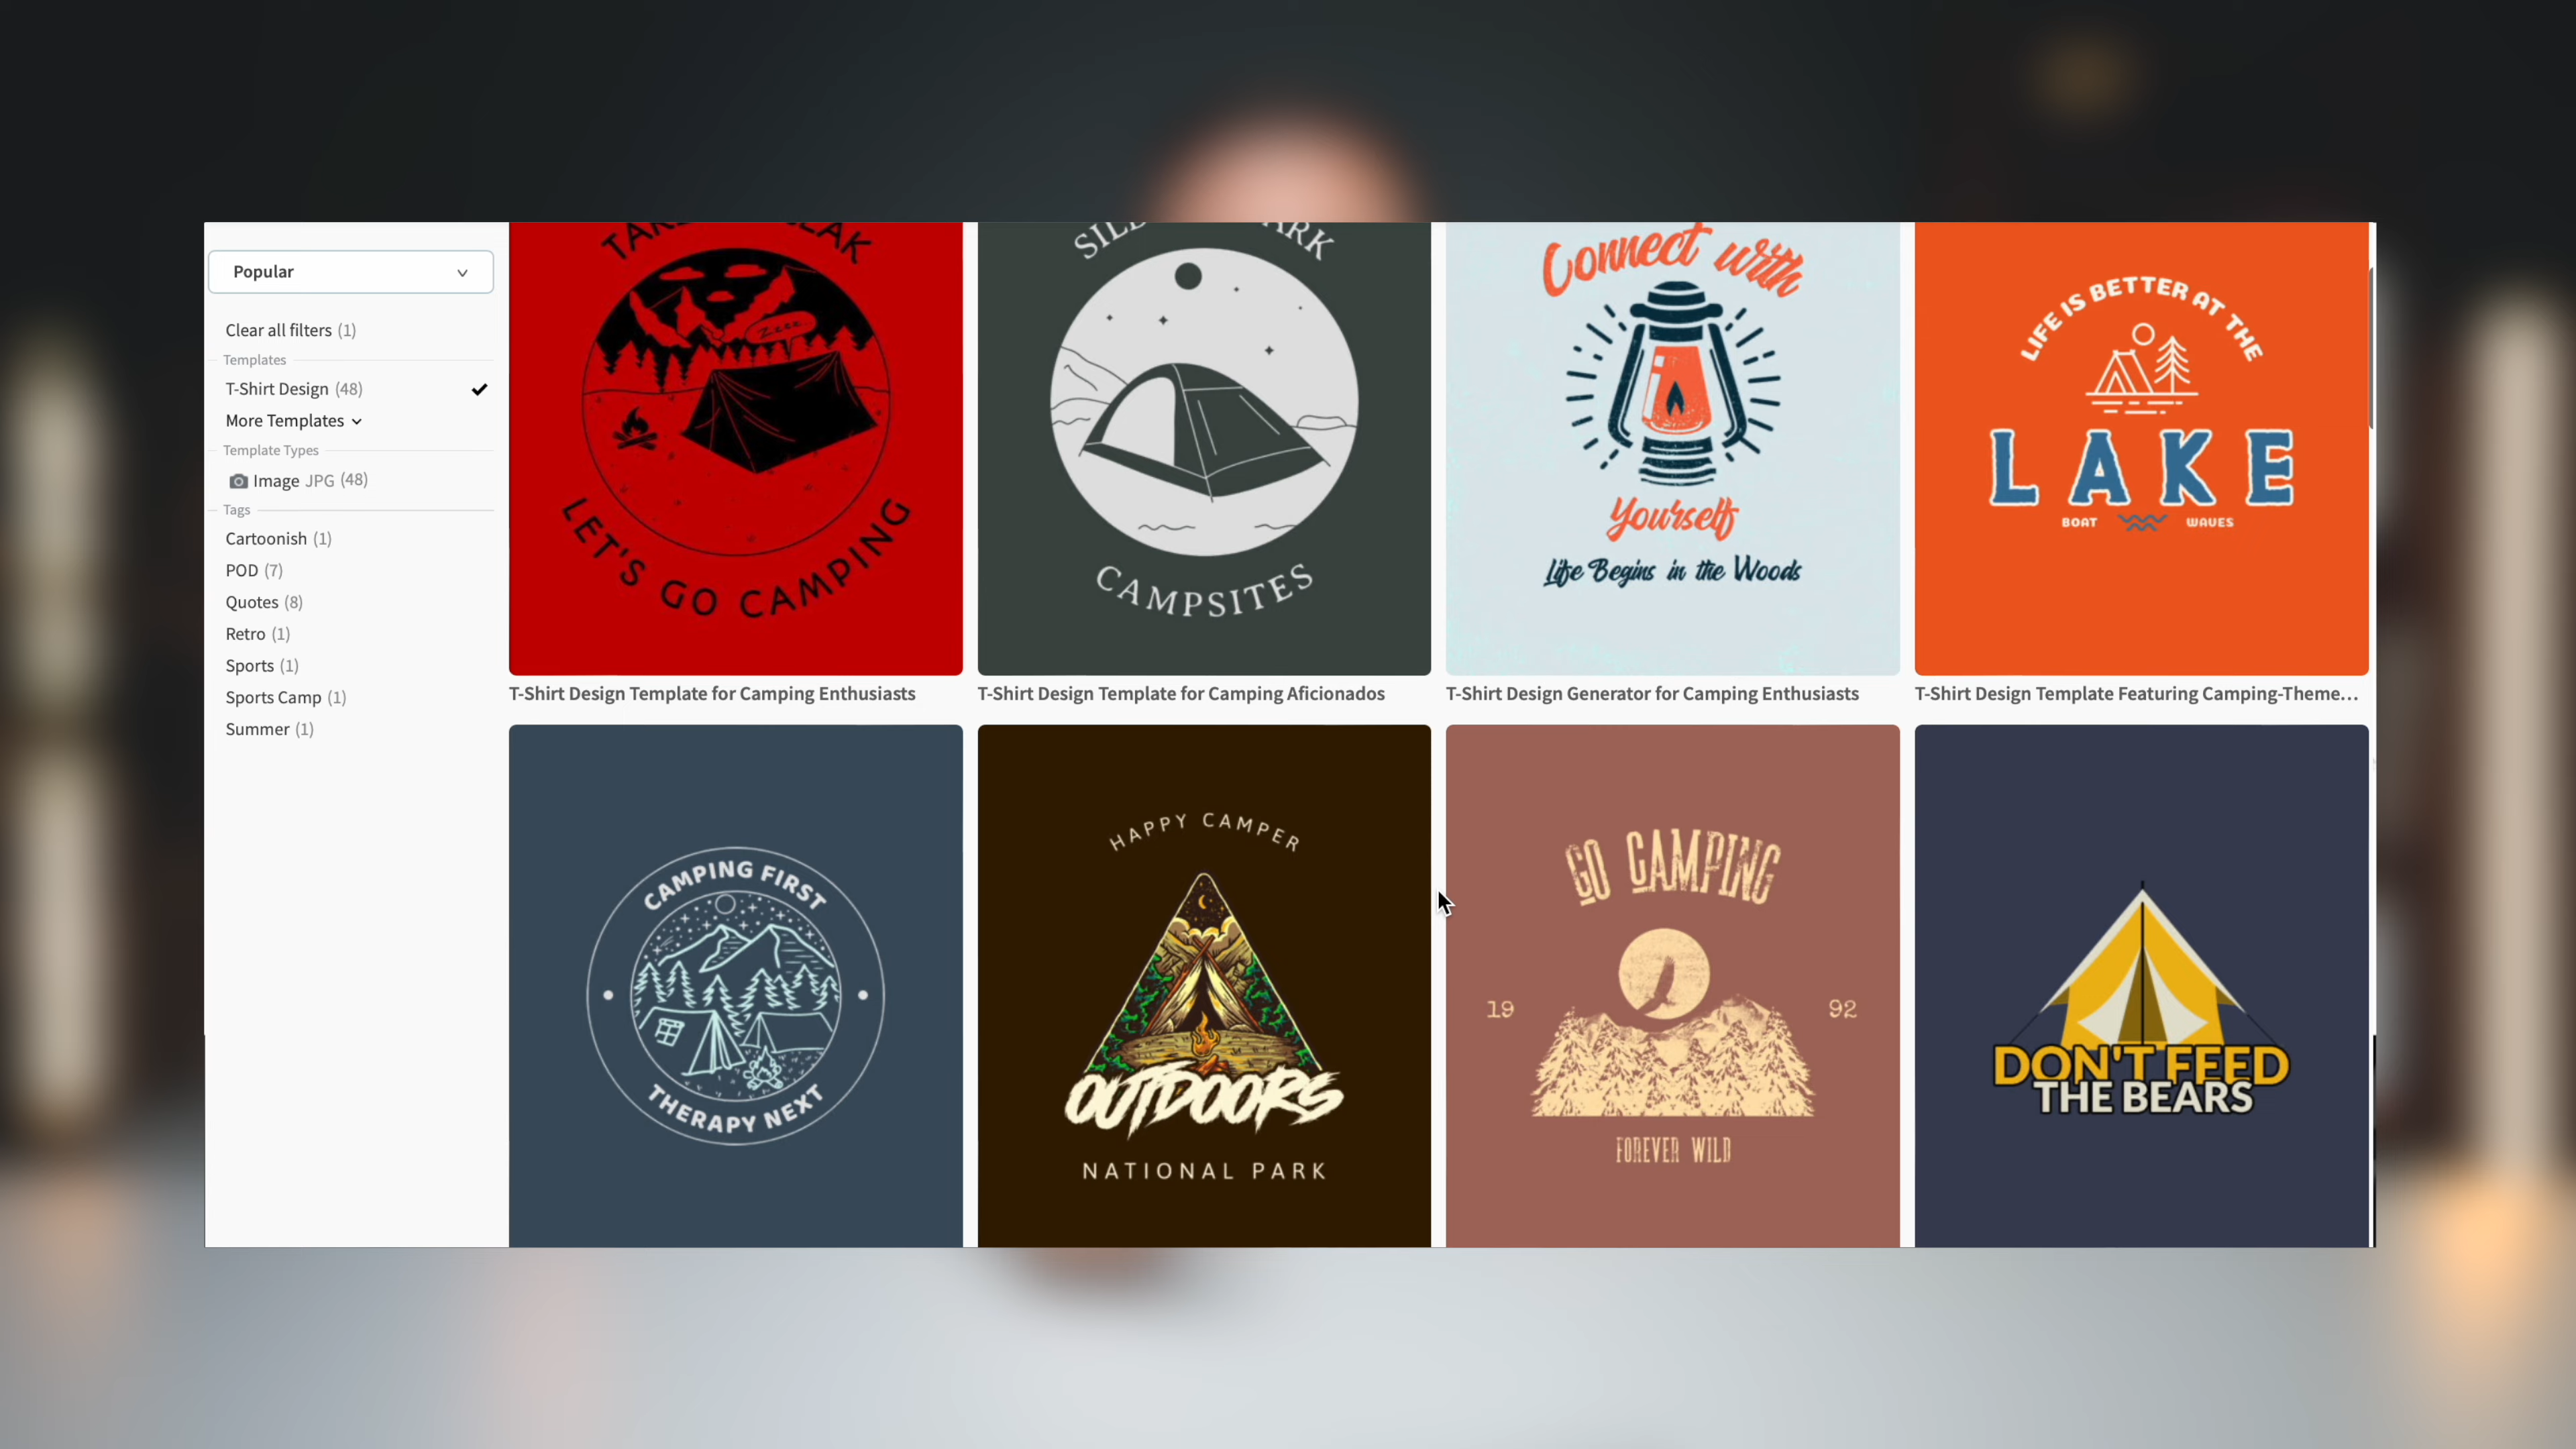 Popular
Clear all filters (1)
Templates
T-Shirt Design (48)
More Templates
Template Types
Image JPG (48)
Tags
Cartoonish (1)
POD (7)
Quotes (8)
Retro (1)
Sports (1)
Sports Camp (1)
Summer (1)
LET'S GO CAMPING
Zzzz...
CAMPSITES
Connect with
Yourself
Life Begins in the Woods
LIFE IS BETTER AT THE
LAKE
BOAT WAVES
T-Shirt Design Template for Camping Enthusiasts
T-Shirt Design Template for Camping Aficionados
T-Shirt Design Generator for Camping Enthusiasts
T-Shirt Design Template Featuring Camping-Theme...
CAMPING FIRST
THERAPY NEXT
HAPPY CAMPER
OUTDOORS
NATIONAL PARK
GO CAMPING
19 92
FOREVER WILD
DON'T FEED
THE BEARS